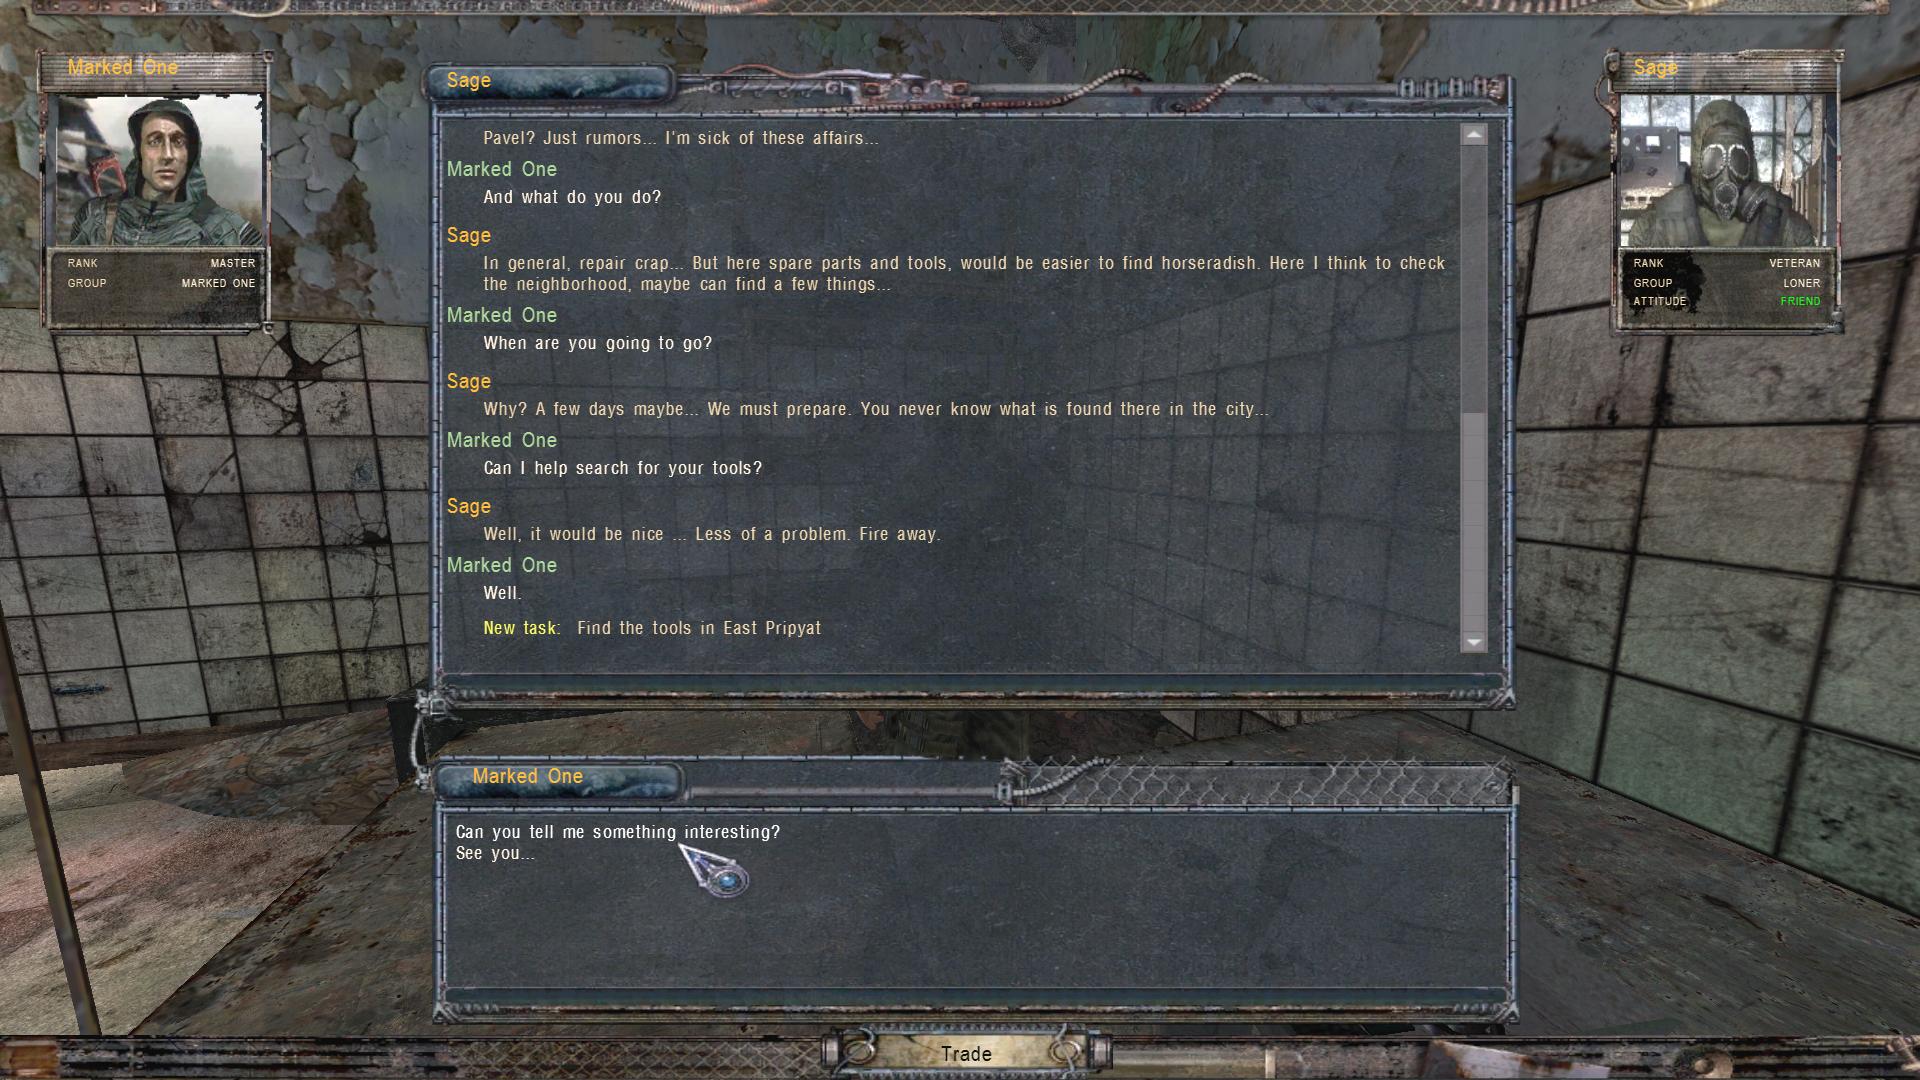 Marked One
RANK MASTER
GROUP MARKED ONE
Sage
Pavel? Just rumors... I'm sick of these affairs...
Marked One
And what do you do?
Sage
In general, repair crap... But here spare parts and tools, would be easier to find horseradish. Here I think to check
the neighborhood, maybe can find a few things...
Marked One
When are you going to go?
Sage
Why? A few days maybe... We must prepare. You never know what is found there in the city...
Marked One
Can I help search for your tools?
Sage
Well, it would be nice ... Less of a problem. Fire away.
Marked One
Well.
New task: Find the tools in East Pripyat
Sage
RANK VETERAN
GROUP LONER
ATTITUDE FRIEND
Marked One
Can you tell me something interesting?
See you...
Trade